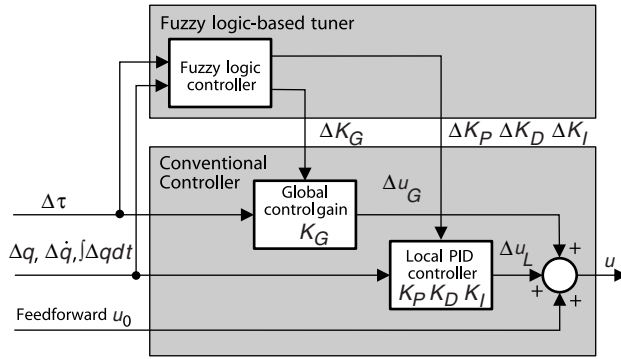 Fuzzy logic-based tuner
Fuzzy logic
controller
ΔK_G
ΔK_P ΔK_D ΔK_I
Conventional
Controller
Global
control gain
K_G
Δu_G
Δτ
Δq, Δq̇, ∫Δqdt
Local PID
controller
K_P K_D K_I
Δu_L
+
+
+
u
Feedforward u_0